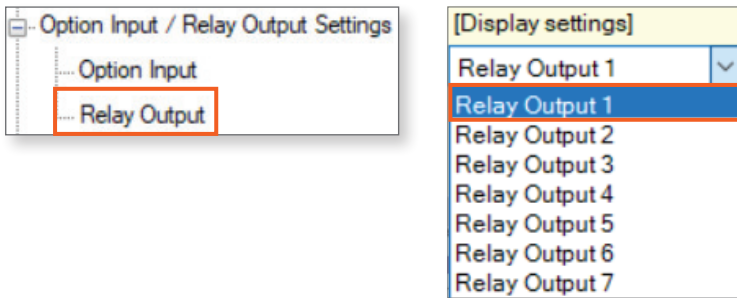 Option Input / Relay Output Settings
Option Input
Relay Output
[Display settings]
Relay Output 1
Relay Output 1
Relay Output 2
Relay Output 3
Relay Output 4
Relay Output 5
Relay Output 6
Relay Output 7